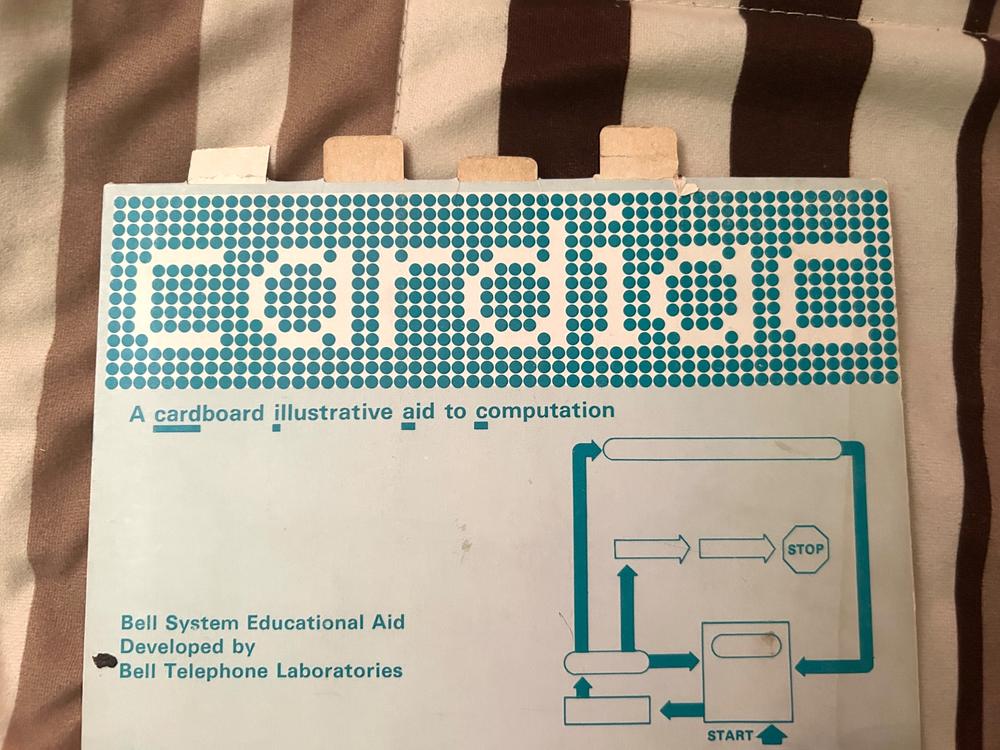 cardiac
A cardboard illustrative aid to computation
STOP
Bell System Educational Aid
Developed by
Bell Telephone Laboratories
START